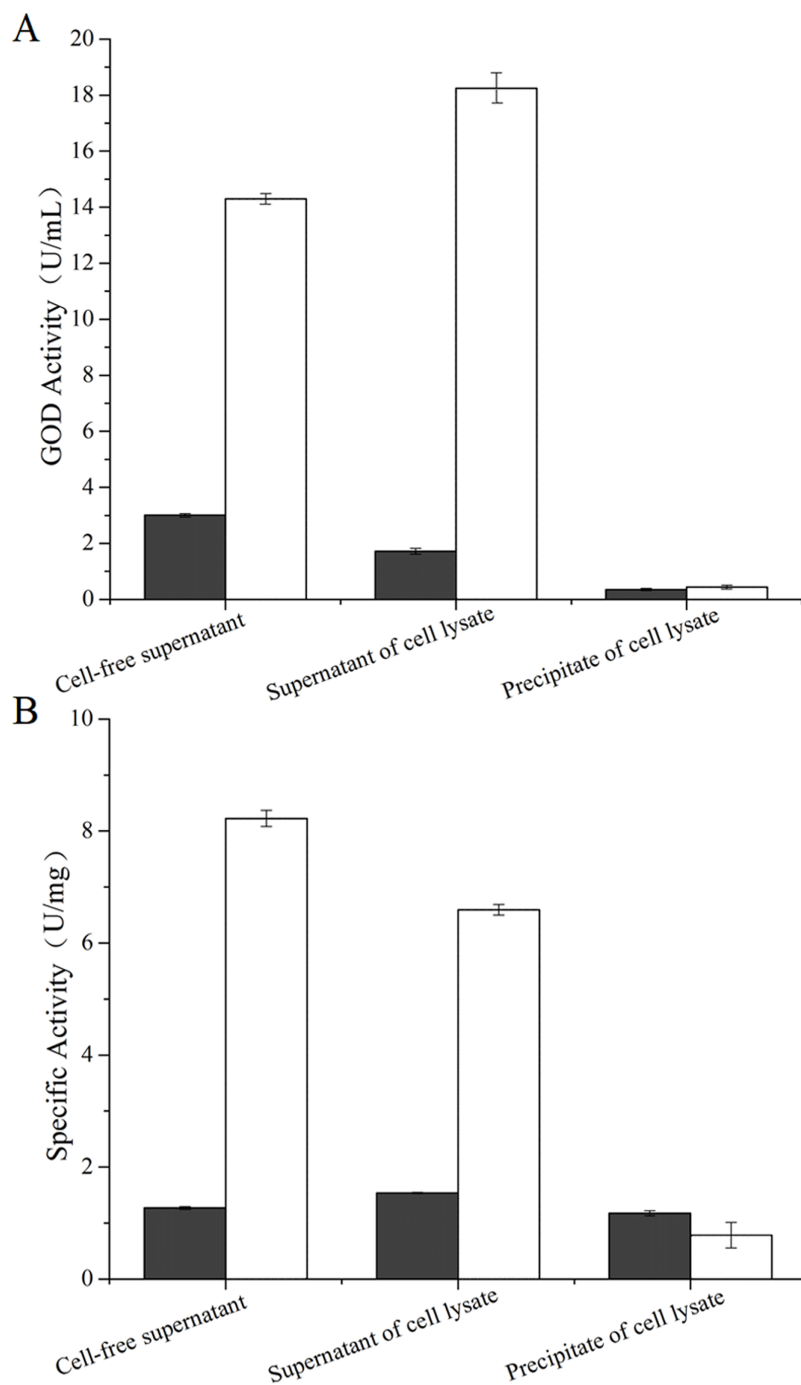 A
GOD Activity（U/mL）
20
18
16
14
12
10
8
6
4
2
0
Cell-free supernatant
Supernatant of cell lysate
Precipitate of cell lysate
B
Specific Activity（U/mg）
10
8
6
4
2
0
Cell-free supernatant
Supernatant of cell lysate
Precipitate of cell lysate